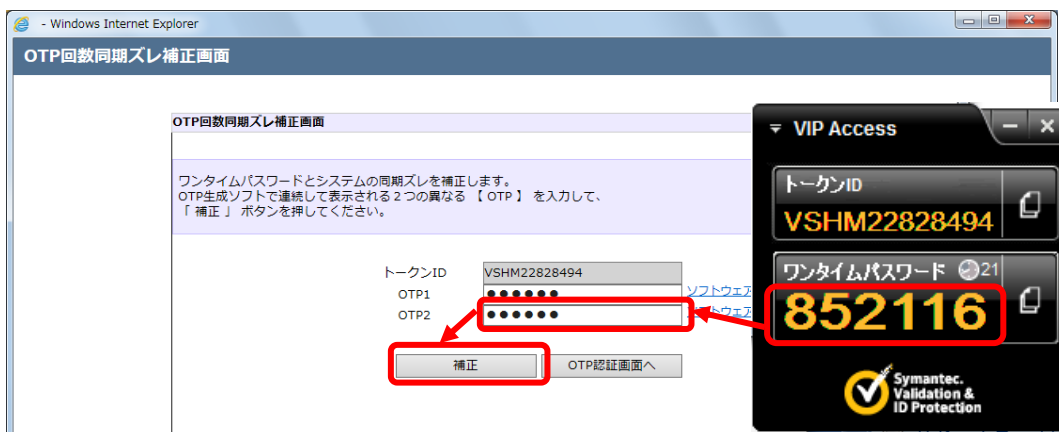 - Windows Internet Explorer
OTP回数同期ズレ補正画面
OTP回数同期ズレ補正画面
ワンタイムパスワードとシステムの同期ズレを補正します。
OTP生成ソフトで連続して表示される２つの異なる 【 OTP 】 を入力して、
「 補正 」 ボタンを押してください。
トークンID VSHM22828494
OTP1 ●●●●●● ソフトウェア
OTP2 ●●●●●●
補正 OTP認証画面へ
VIP Access
トークンID
VSHM22828494
ワンタイムパスワード 21
852116
Symantec.
Validation &
ID Protection